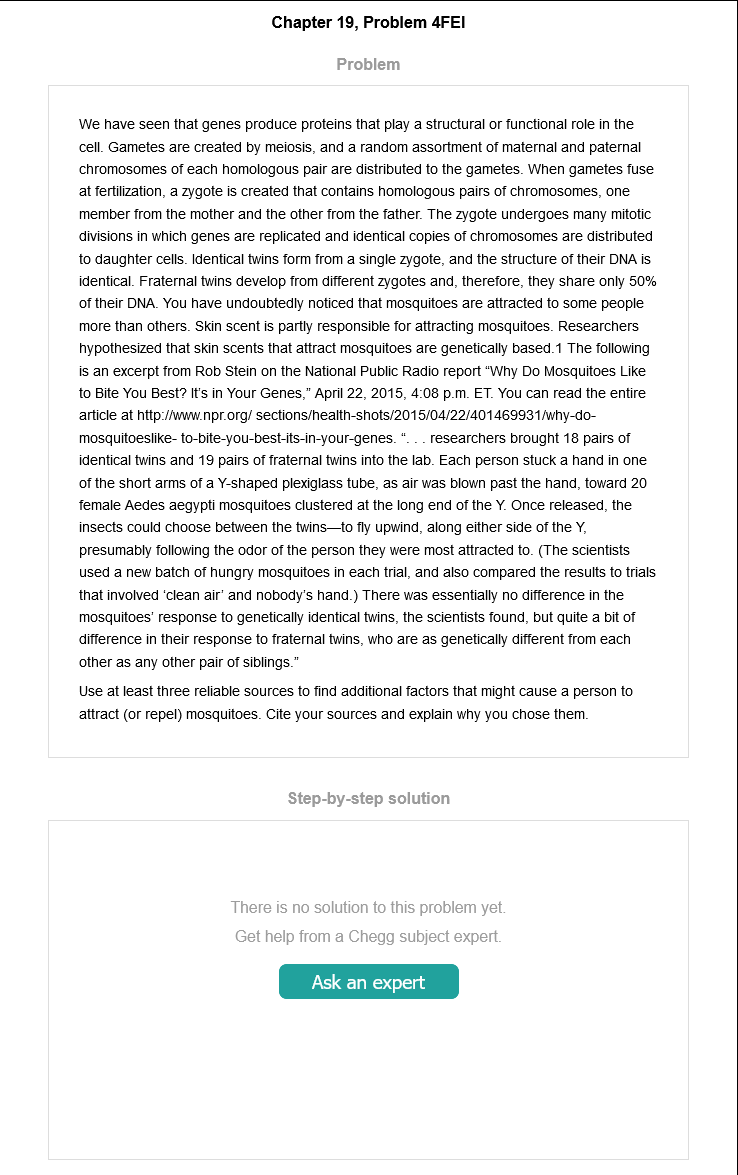 Chapter 19, Problem 4FEI
Problem
We have seen that genes produce proteins that play a structural or functional role in the
cell. Gametes are created by meiosis, and a random assortment of maternal and paternal
chromosomes of each homologous pair are distributed to the gametes. When gametes fuse
at fertilization, a zygote is created that contains homologous pairs of chromosomes, one
member from the mother and the other from the father. The zygote undergoes many mitotic
divisions in which genes are replicated and identical copies of chromosomes are distributed
to daughter cells. Identical twins form from a single zygote, and the structure of their DNA is
identical. Fraternal twins develop from different zygotes and, therefore, they share only 50%
of their DNA. You have undoubtedly noticed that mosquitoes are attracted to some people
more than others. Skin scent is partly responsible for attracting mosquitoes. Researchers
hypothesized that skin scents that attract mosquitoes are genetically based.1 The following
is an excerpt from Rob Stein on the National Public Radio report “Why Do Mosquitoes Like
to Bite You Best? It’s in Your Genes,” April 22, 2015, 4:08 p.m. ET. You can read the entire
article at http://www.npr.org/ sections/health-shots/2015/04/22/401469931/why-do-
mosquitoeslike- to-bite-you-best-its-in-your-genes. “. . . researchers brought 18 pairs of
identical twins and 19 pairs of fraternal twins into the lab. Each person stuck a hand in one
of the short arms of a Y-shaped plexiglass tube, as air was blown past the hand, toward 20
female Aedes aegypti mosquitoes clustered at the long end of the Y. Once released, the
insects could choose between the twins—to fly upwind, along either side of the Y,
presumably following the odor of the person they were most attracted to. (The scientists
used a new batch of hungry mosquitoes in each trial, and also compared the results to trials
that involved ‘clean air’ and nobody’s hand.) There was essentially no difference in the
mosquitoes’ response to genetically identical twins, the scientists found, but quite a bit of
difference in their response to fraternal twins, who are as genetically different from each
other as any other pair of siblings.”
Use at least three reliable sources to find additional factors that might cause a person to
attract (or repel) mosquitoes. Cite your sources and explain why you chose them.
Step-by-step solution
There is no solution to this problem yet.
Get help from a Chegg subject expert.
Ask an expert